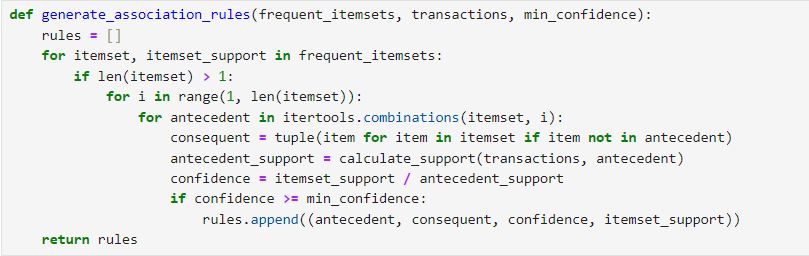 def generate_association_rules(frequent_itemsets, transactions, min_confidence):
    rules = []
    for itemset, itemset_support in frequent_itemsets:
        if len(itemset) > 1:
            for i in range(1, len(itemset)):
                for antecedent in itertools.combinations(itemset, i):
                    consequent = tuple(item for item in itemset if item not in antecedent)
                    antecedent_support = calculate_support(transactions, antecedent)
                    confidence = itemset_support / antecedent_support
                    if confidence >= min_confidence:
                        rules.append((antecedent, consequent, confidence, itemset_support))
    return rules